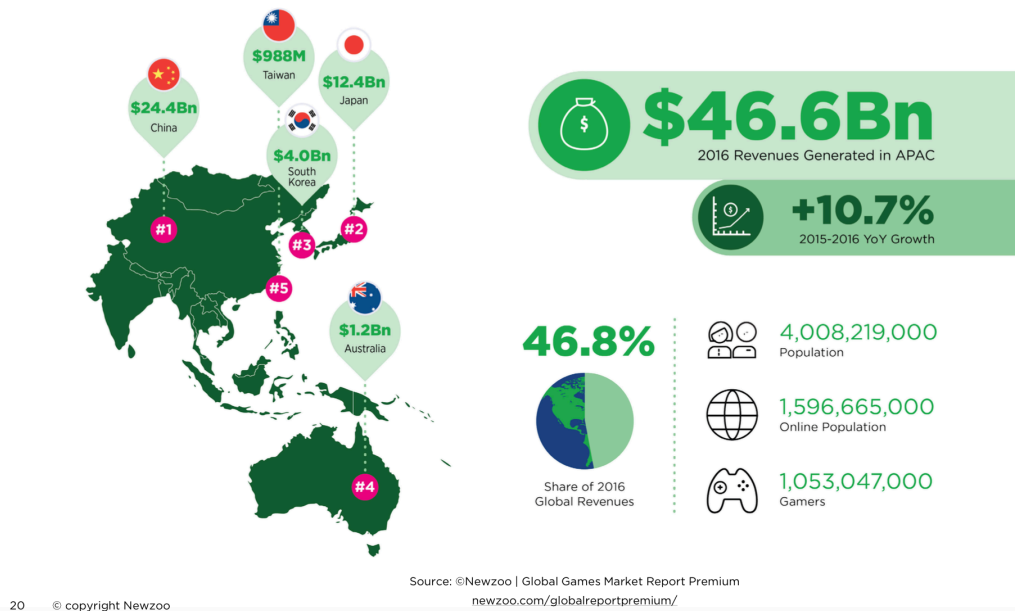 $988M
Taiwan
$12.4Bn
Japan
$24.4Bn
China
$4.0Bn
South
Korea
#1
#2
#3
#5
$1.2Bn
Australia
#4
$46.6Bn
2016 Revenues Generated in APAC
+10.7%
2015-2016 YoY Growth
46.8%
Share of 2016
Global Revenues
4,008,219,000
Population
1,596,665,000
Online Population
1,053,047,000
Gamers
Source: ©Newzoo | Global Games Market Report Premium
newzoo.com/globalreportpremium/
20 © copyright Newzoo